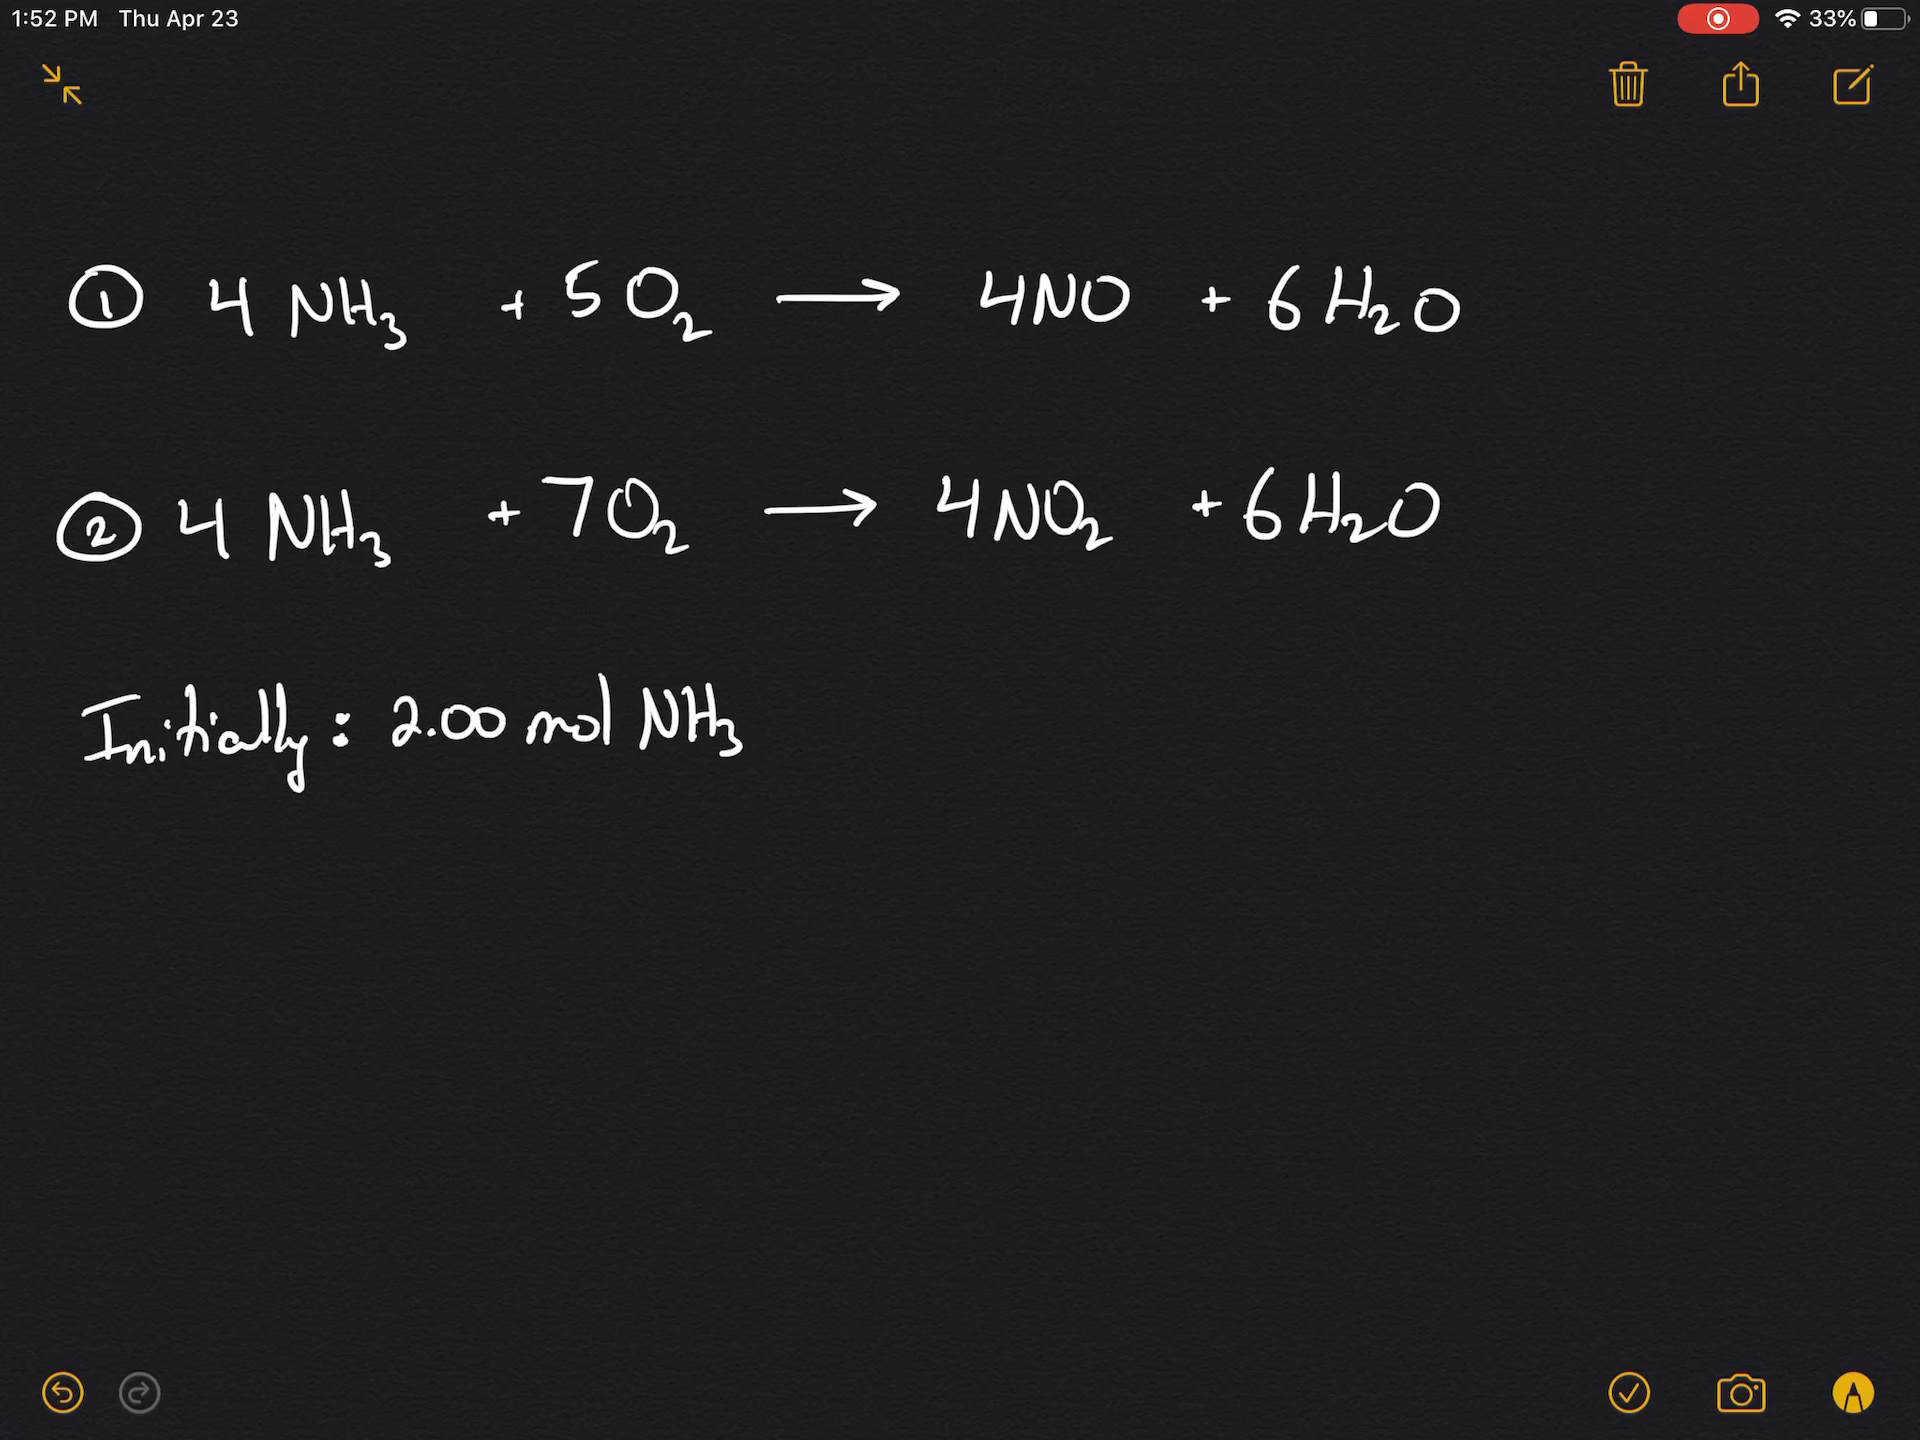 1:52 PM Thu Apr 23 33%
① 4 NH₃ + 5 O₂ → 4NO + 6 H₂O
② 4 NH₃ + 7O₂ → 4NO₂ + 6 H₂O
Initially: 2.00 mol NH₃